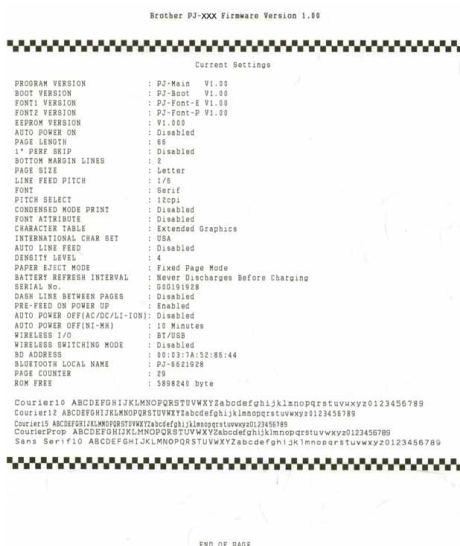 Brother PJ-XXX Firmware Version 1.00
Current Settings
PROGRAM VERSION : PJ-Main V1.00
BOOT VERSION : PJ-Boot V1.00
FONT1 VERSION : PJ-Font-E V1.00
FONT2 VERSION : PJ-Font-P V1.00
EEPROM VERSION : V1.000
AUTO POWER ON : Disabled
PAGE LENGTH : 66
1" PERF SKIP : Disabled
BOTTOM MARGIN LINES : 2
PAGE SIZE : Letter
LINE FEED PITCH : 1/6
FONT : Serif
PITCH SELECT : 12cpi
CONDENSED MODE PRINT : Disabled
FONT ATTRIBUTE : Disabled
CHARACTER TABLE : Extended Graphics
INTERNATIONAL CHAR SET : USA
AUTO LINE FEED : Disabled
DENSITY LEVEL : 4
PAPER EJECT MODE : Fixed Page Mode
BATTERY REFRESH INTERVAL : Never Discharges Before Charging
SERIAL No. : G0G191928
DASH LINE BETWEEN PAGES : Disabled
PRE-FEED ON POWER UP : Enabled
AUTO POWER OFF(AC/DC/LI-ION): Disabled
AUTO POWER OFF(NI-MH) : 10 Minutes
WIRELESS I/O : BT/USB
WIRELESS SWITCHING MODE : Disabled
BD ADDRESS : 00:03:7A:52:86:44
BLUETOOTH LOCAL NAME : PJ-6621928
PAGE COUNTER : 29
ROM FREE : 5898240 byte
Courier10 ABCDEFGHIJKLMNOPQRSTUVWXYZabcdefghijklmnopqrstuvwxyz0123456789
Courier12 ABCDEFGHIJKLMNOPQRSTUVWXYZabcdefghijklmnopqrstuvwxyz0123456789
Courier15 ABCDEFGHIJKLMNOPQRSTUVWXYZabcdefghijklmnopqrstuvwxyz0123456789
CourierProp ABCDEFGHIJKLMNOPQRSTUVWXYZabcdefghijklmnopqrstuvwxyz0123456789
Sans Serif10 ABCDEFGHIJKLMNOPQRSTUVWXYZabcdefghijklmnopqrstuvwxyz0123456789
END OF PAGE